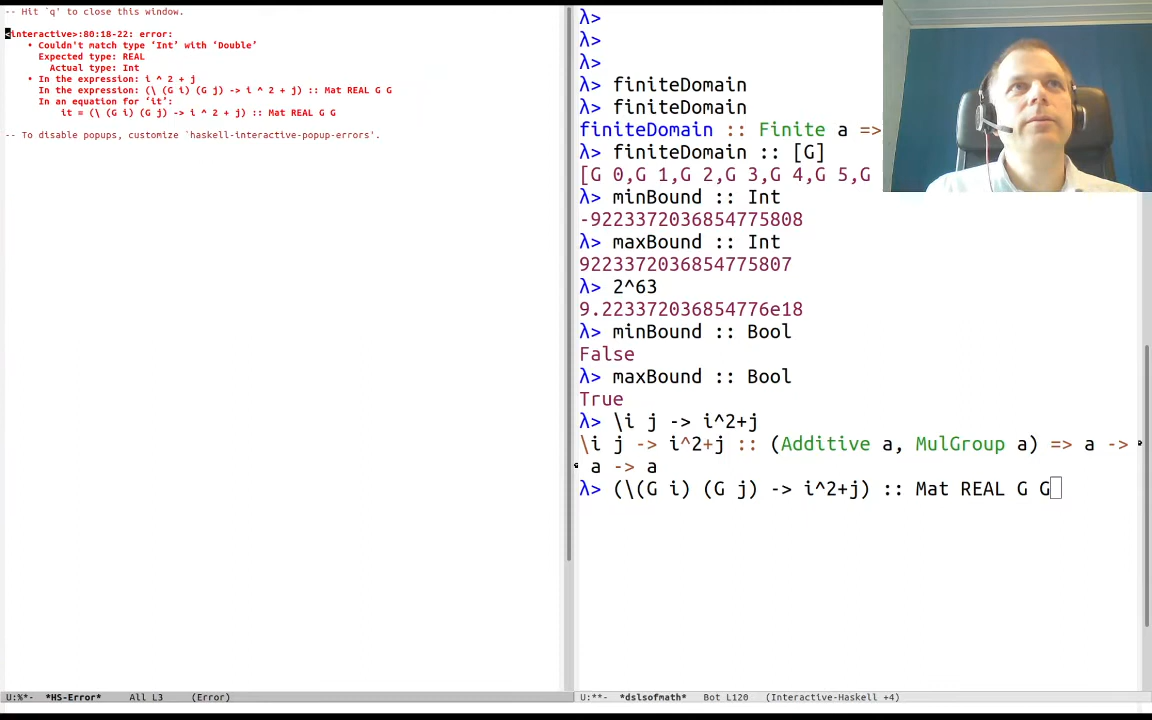 -- Hit `q' to close this window.
<interactive>:80:18-22: error:
• Couldn't match type ‘Int’ with ‘Double’
Expected type: REAL
Actual type: Int
• In the expression: i ^ 2 + j
In the expression: (\ (G i) (G j) -> i ^ 2 + j) :: Mat REAL G G
In an equation for ‘it’:
it = (\ (G i) (G j) -> i ^ 2 + j) :: Mat REAL G G
-- To disable popups, customize `haskell-interactive-popup-errors'.
U:%*- *HS-Error* All L3 (Error)
λ>
λ>
λ>
λ> finiteDomain
λ> finiteDomain
finiteDomain :: Finite a =>
λ> finiteDomain :: [G]
[G 0,G 1,G 2,G 3,G 4,G 5,G
λ> minBound :: Int
-9223372036854775808
λ> maxBound :: Int
9223372036854775807
λ> 2^63
9.223372036854776e18
λ> minBound :: Bool
False
λ> maxBound :: Bool
True
λ> \i j -> i^2+j
\i j -> i^2+j :: (Additive a, MulGroup a) => a ->
a -> a
λ> (\(G i) (G j) -> i^2+j) :: Mat REAL G G
U:**- *dslsofmath* Bot L120 (Interactive-Haskell +4)